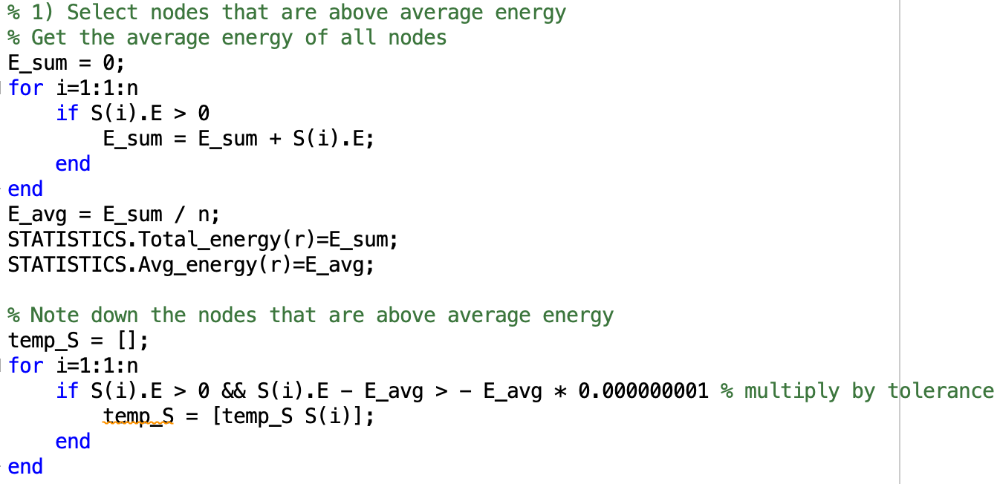 % 1) Select nodes that are above average energy
% Get the average energy of all nodes
E_sum = 0;
for i=1:1:n
    if S(i).E > 0
        E_sum = E_sum + S(i).E;
    end
end
E_avg = E_sum / n;
STATISTICS.Total_energy(r)=E_sum;
STATISTICS.Avg_energy(r)=E_avg;

% Note down the nodes that are above average energy
temp_S = [];
for i=1:1:n
    if S(i).E > 0 && S(i).E - E_avg > - E_avg * 0.000000001 % multiply by tolerance
        temp_S = [temp_S S(i)];
    end
end